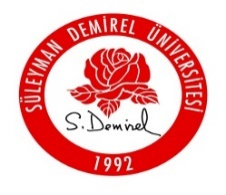 SÜLEYMAN DEMİREL ÜNİVERSİTESİ
S. Demirel
1992